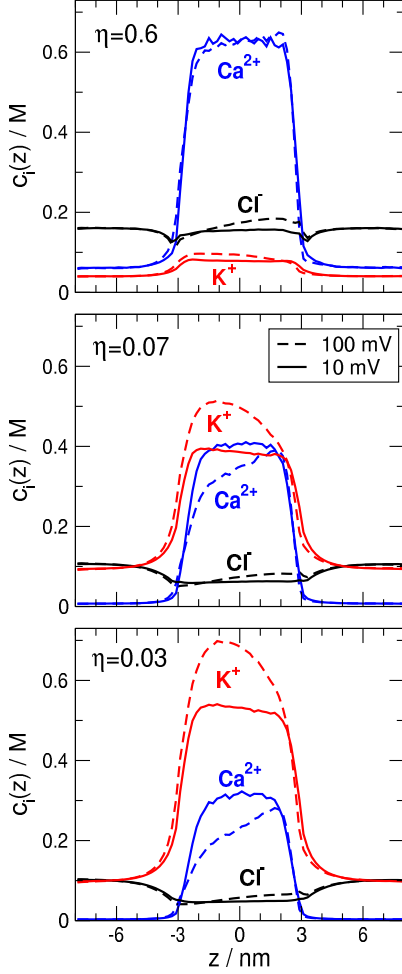 η=0.6
0.6
0.4
0.2
0
cᵢ(z) / M
Ca²⁺
Cl⁻
K⁺
η=0.07
100 mV
10 mV
0.6
0.4
0.2
0
cᵢ(z) / M
K⁺
Ca²⁺
Cl⁻
η=0.03
0.6
0.4
0.2
0
cᵢ(z) / M
K⁺
Ca²⁺
Cl⁻
-6 -3 0 3 6
z / nm